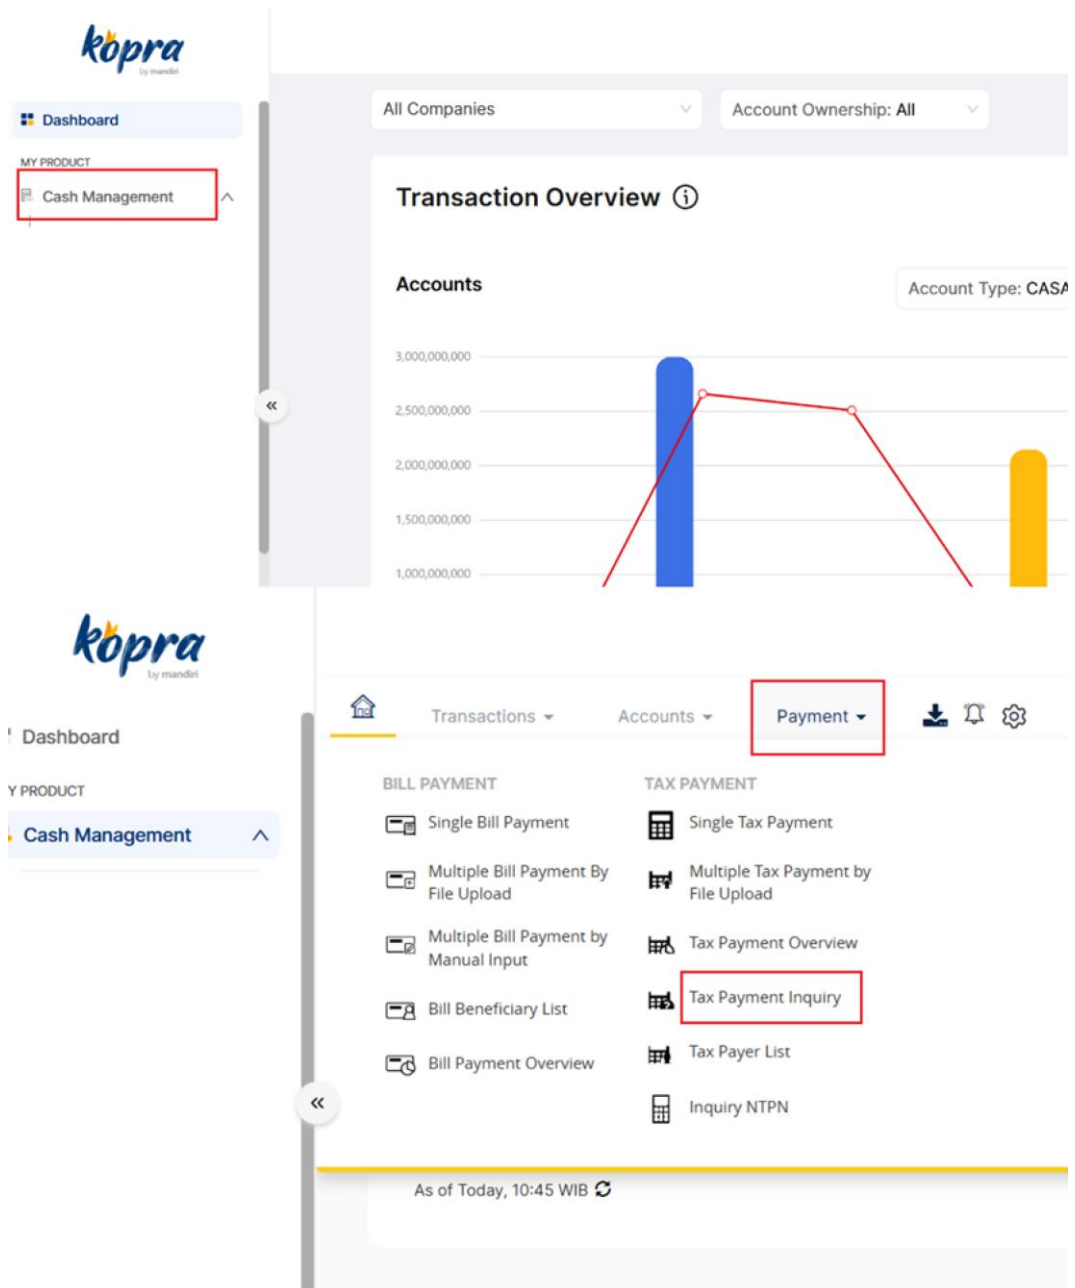 kopra
by mandiri
Dashboard
MY PRODUCT
Cash Management
All Companies
Account Ownership: All
Transaction Overview
Accounts
Account Type: CASA
3,000,000,000
2,500,000,000
2,000,000,000
1,500,000,000
1,000,000,000
kopra
by mandiri
Dashboard
Y PRODUCT
Cash Management
Transactions
Accounts
Payment
BILL PAYMENT
Single Bill Payment
Multiple Bill Payment By
File Upload
Multiple Bill Payment by
Manual Input
Bill Beneficiary List
Bill Payment Overview
TAX PAYMENT
Single Tax Payment
Multiple Tax Payment by
File Upload
Tax Payment Overview
Tax Payment Inquiry
Tax Payer List
Inquiry NTPN
As of Today, 10:45 WIB